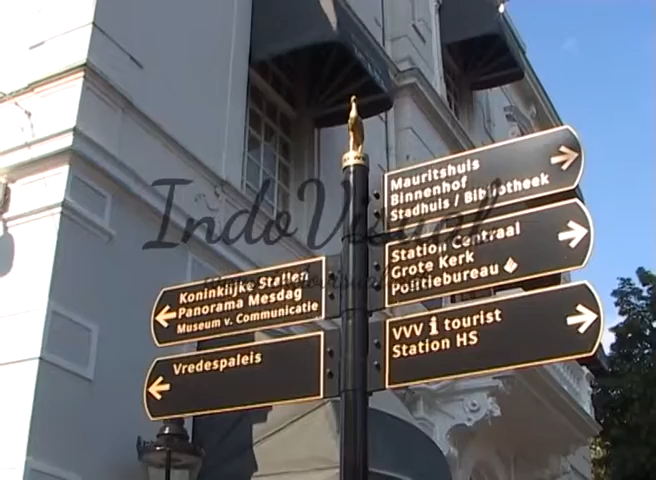 Mauritshuis
Binnenhof
Stadhuis / Bibliotheek
Station Centraal
Grote Kerk
Politiebureau
VVV i tourist
Station HS
Koninklijke Stallen
Panorama Mesdag
Museum v. Communicatie
Vredespaleis
IndoVisual